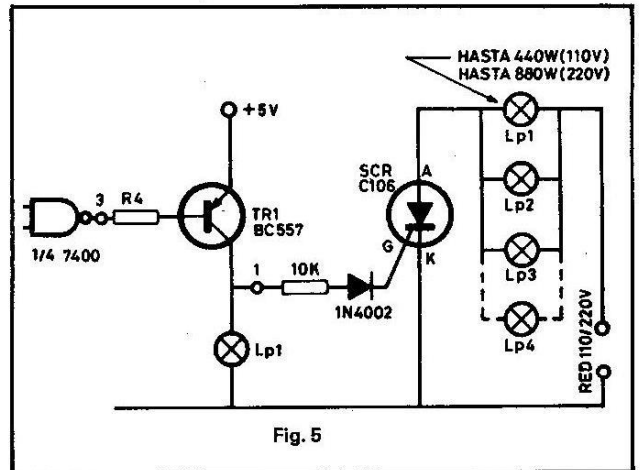 HASTA 440W(110V)
HASTA 880W(220V)
+5V
Lp1
SCR
C106
A
3
R4
TR1
BC557
Lp2
G
K
1/4 7400
1
10K
1N4002
Lp3
Lp1
Lp4
RED 110/220V
Fig. 5